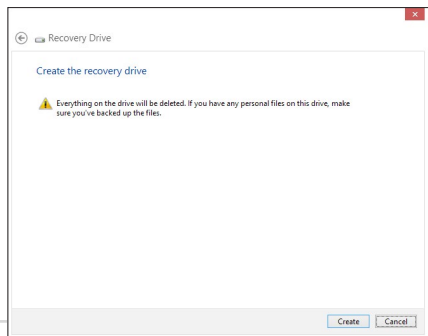 Recovery Drive
Create the recovery drive
Everything on the drive will be deleted. If you have any personal files on this drive, make
sure you've backed up the files.
Create Cancel